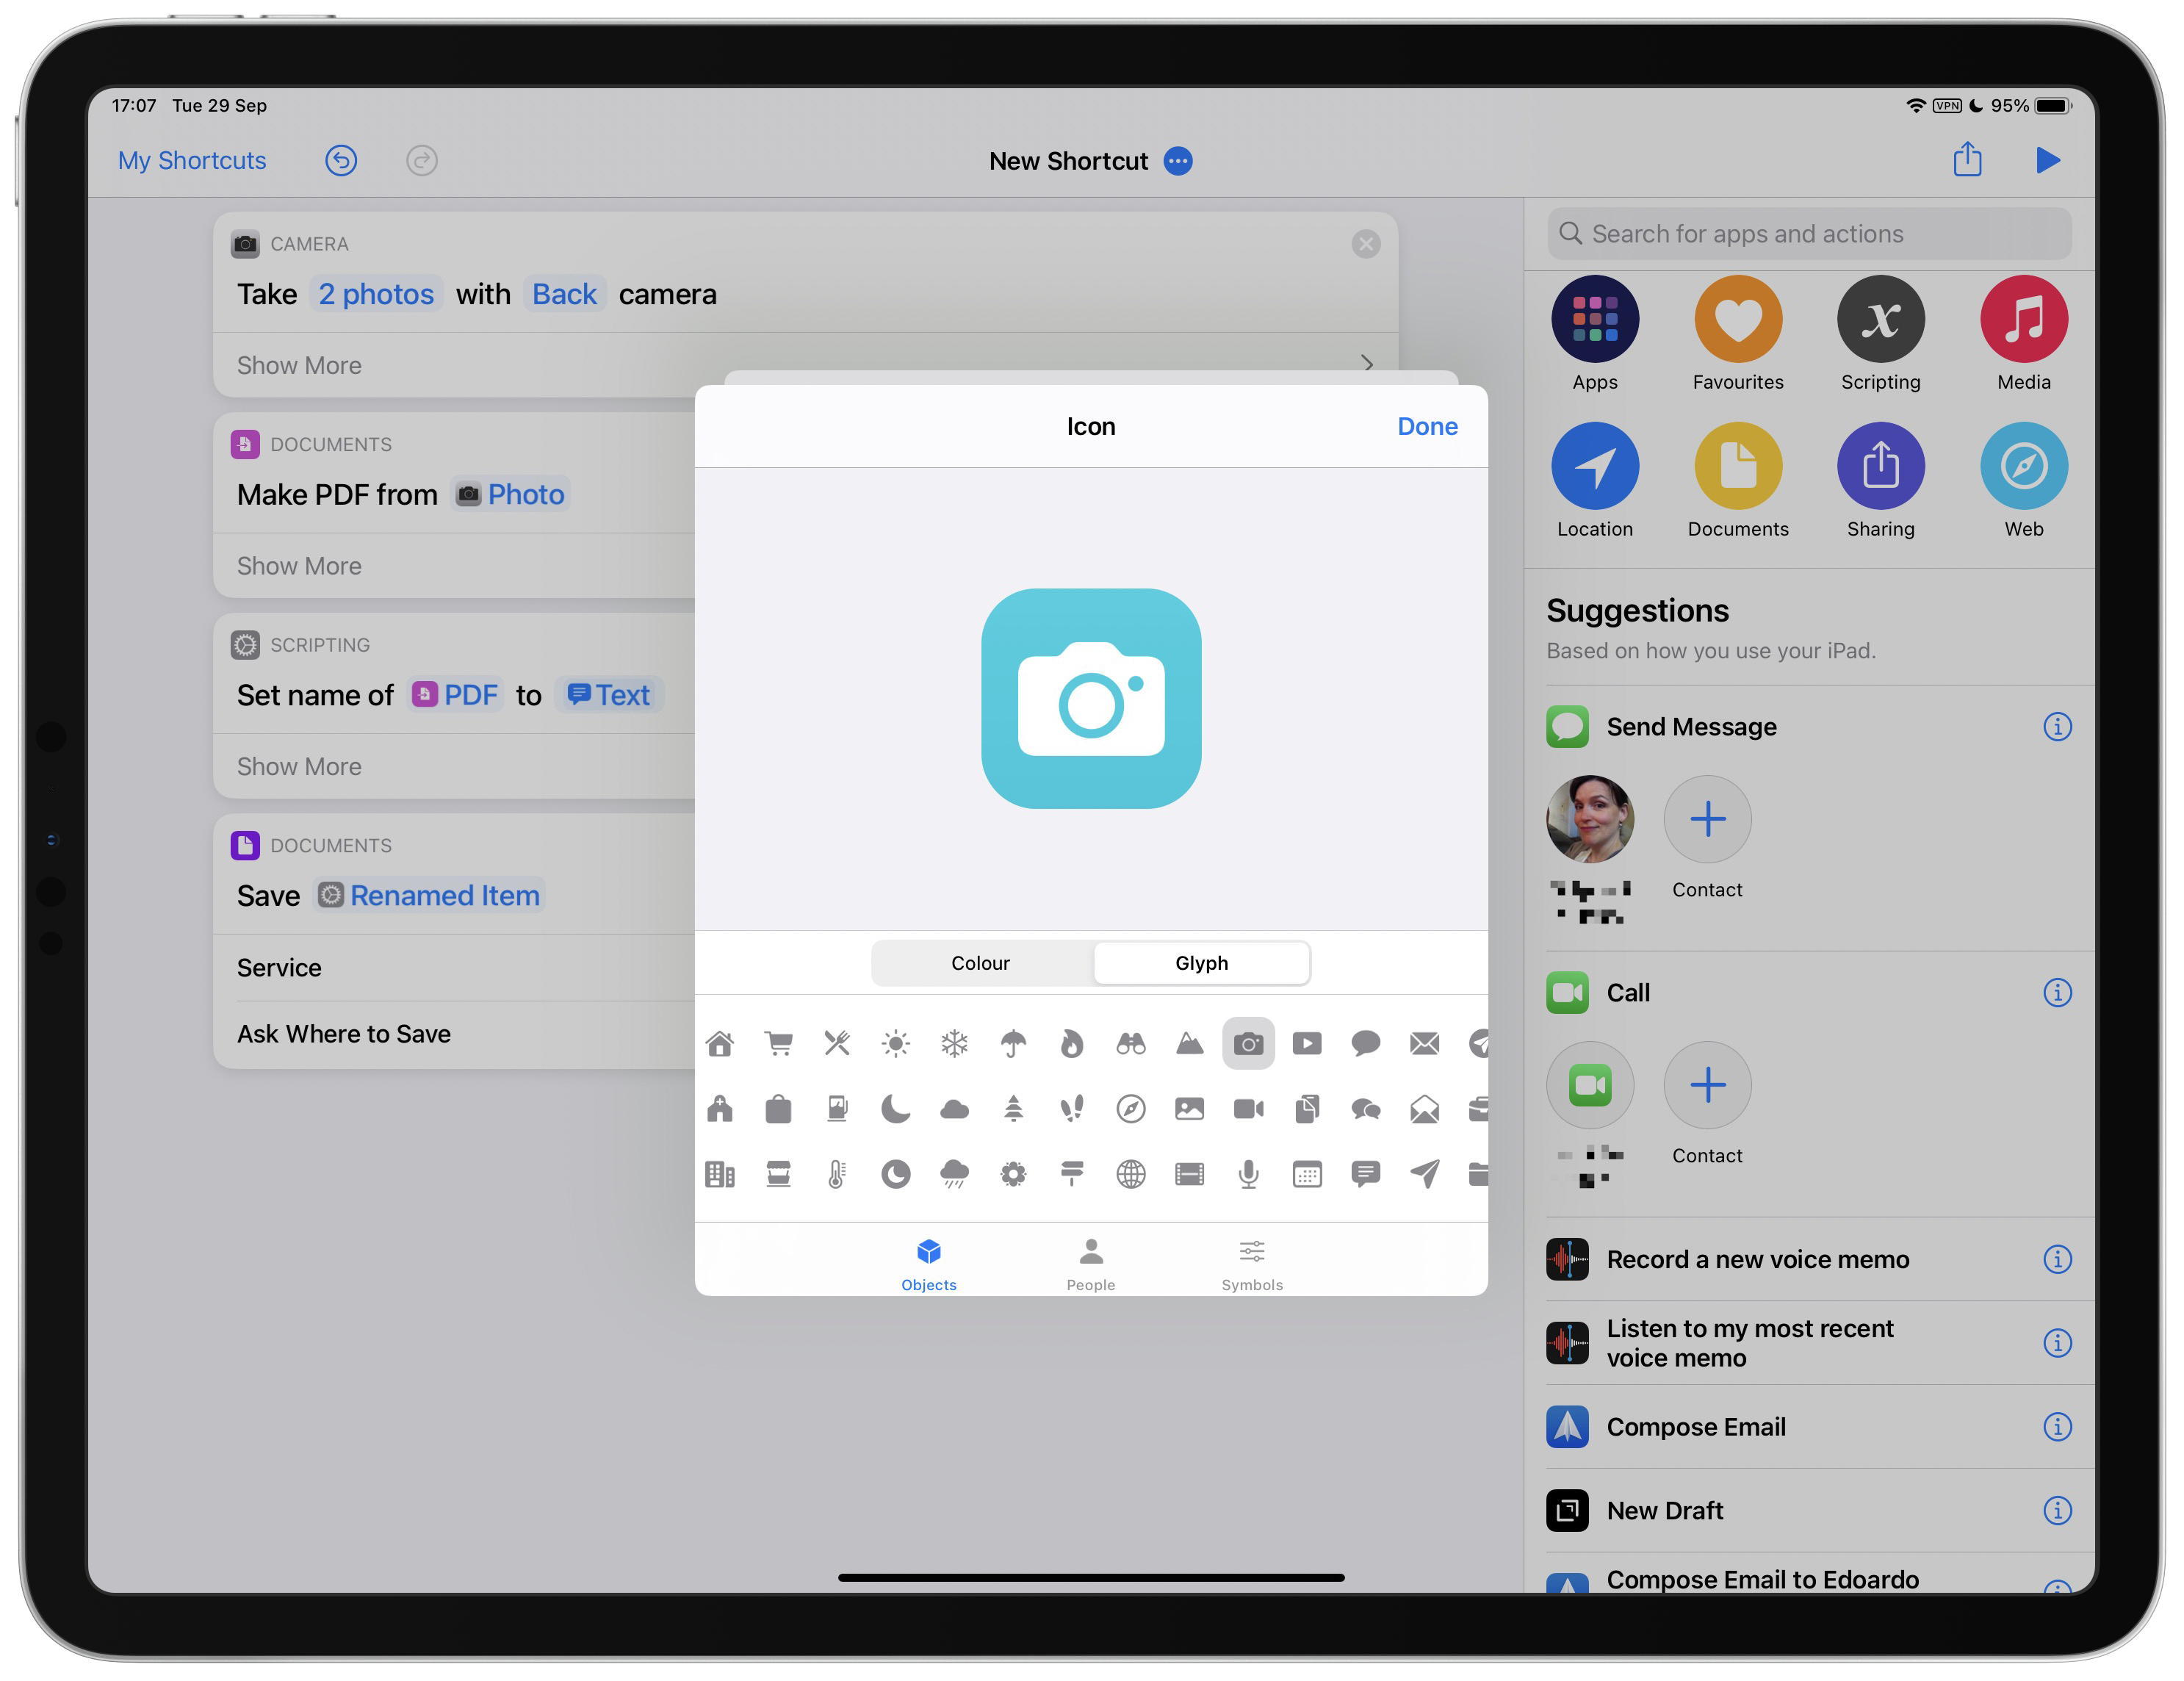 17:07 Tue 29 Sep
VPN 95%
My Shortcuts
New Shortcut
CAMERA
Take 2 photos with Back camera
Show More
DOCUMENTS
Make PDF from Photo
Show More
SCRIPTING
Set name of PDF to Text
Show More
DOCUMENTS
Save Renamed Item
Service
Ask Where to Save
Icon
Done
Colour
Glyph
Objects
People
Symbols
Search for apps and actions
Apps
Favourites
Scripting
Media
Location
Documents
Sharing
Web
Suggestions
Based on how you use your iPad.
Send Message
Contact
Call
Contact
Record a new voice memo
Listen to my most recent
voice memo
Compose Email
New Draft
Compose Email to Edoardo